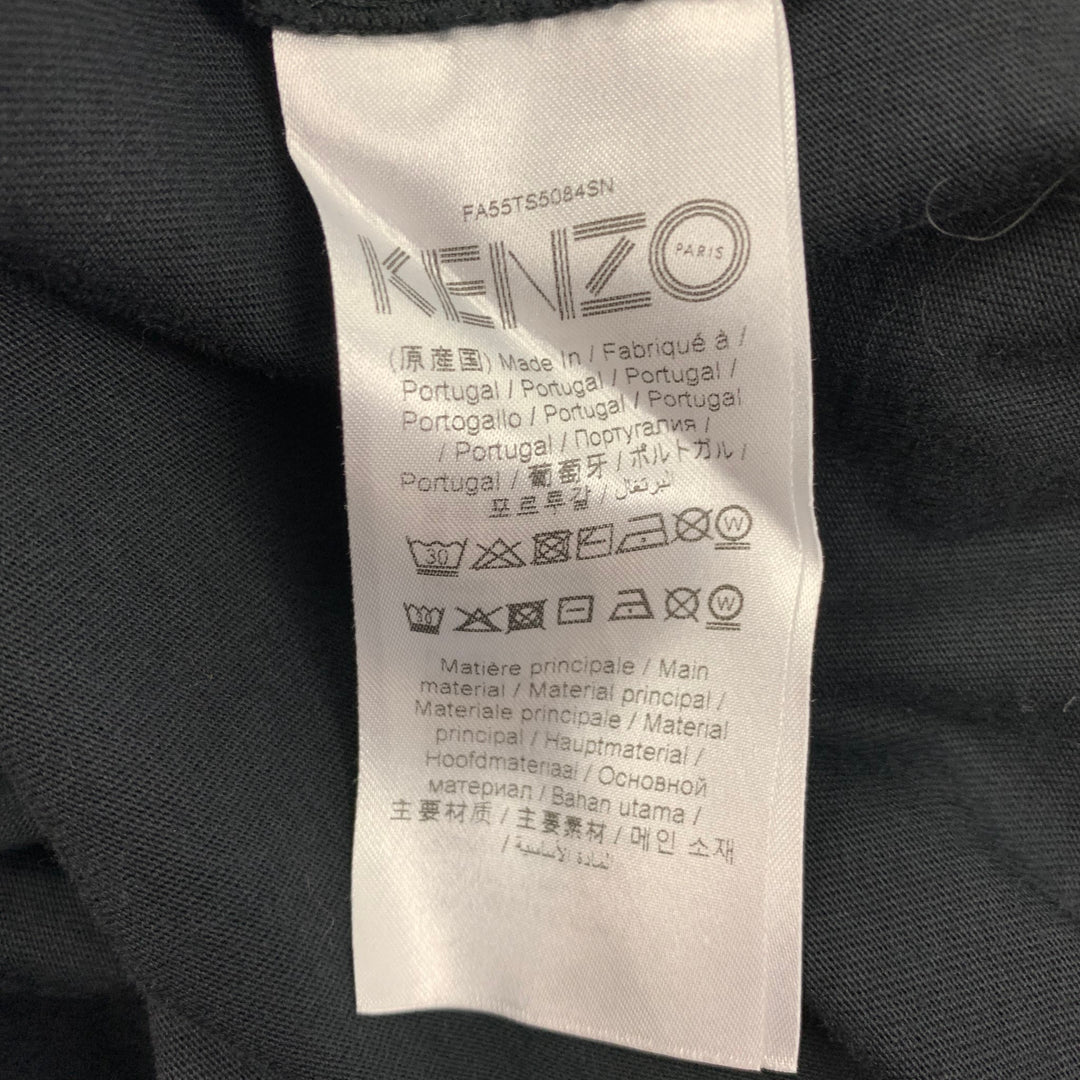 FA55TS5084SN
KENZO
PARIS
(原産国) Made In / Fabriqué à /
Portugal / Portugal / Portugal /
Portogallo / Portugal / Portugal
/ Portugal / Португалия /
Portugal / 葡萄牙 / ポルトガル /
포르투갈 / البرتغال
30 W
30 W
Matière principale / Main
material / Material principal /
Materiale principale / Material
principal / Hauptmaterial /
Hoofdmateriaal / Основной
материал / Bahan utama /
主要材质 / 主要素材 / 메인 소재
/ المادة الأساسية